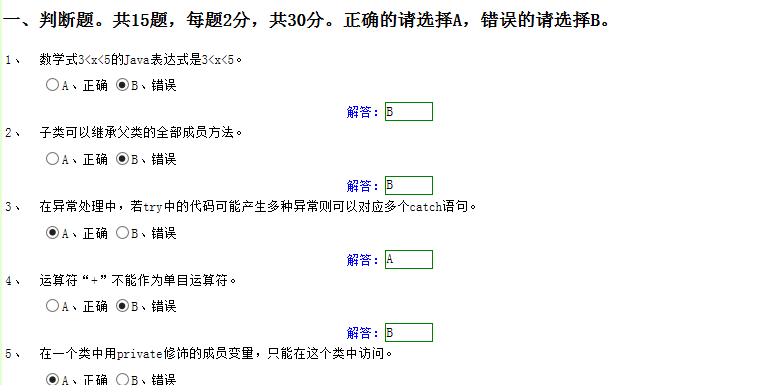 一、判断题。共15题，每题2分，共30分。正确的请选择A，错误的请选择B。
1、 数学式3<x<5的Java表达式是3<x<5。
A、正确 B、错误
解答：B
2、 子类可以继承父类的全部成员方法。
A、正确 B、错误
解答：B
3、 在异常处理中，若try中的代码可能产生多种异常则可以对应多个catch语句。
A、正确 B、错误
解答：A
4、 运算符“+”不能作为单目运算符。
A、正确 B、错误
解答：B
5、 在一个类中用private修饰的成员变量，只能在这个类中访问。
A、正确 B、错误